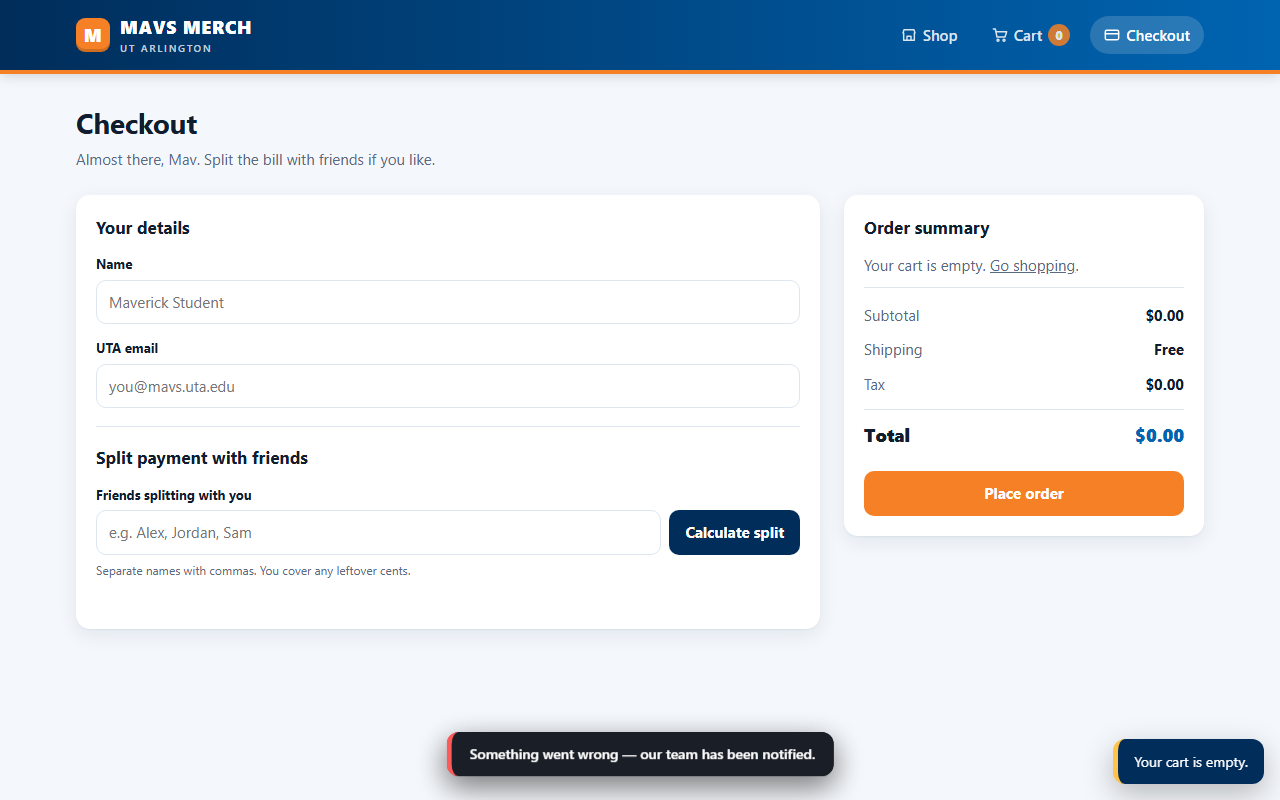 M
MAVS MERCH
UT ARLINGTON
Shop
Cart 0
Checkout
Checkout
Almost there, Mav. Split the bill with friends if you like.
Your details
Name
Maverick Student
UTA email
you@mavs.uta.edu
Split payment with friends
Friends splitting with you
e.g. Alex, Jordan, Sam
Calculate split
Separate names with commas. You cover any leftover cents.
Order summary
Your cart is empty. Go shopping.
Subtotal $0.00
Shipping Free
Tax $0.00
Total $0.00
Place order
Something went wrong — our team has been notified.
Your cart is empty.